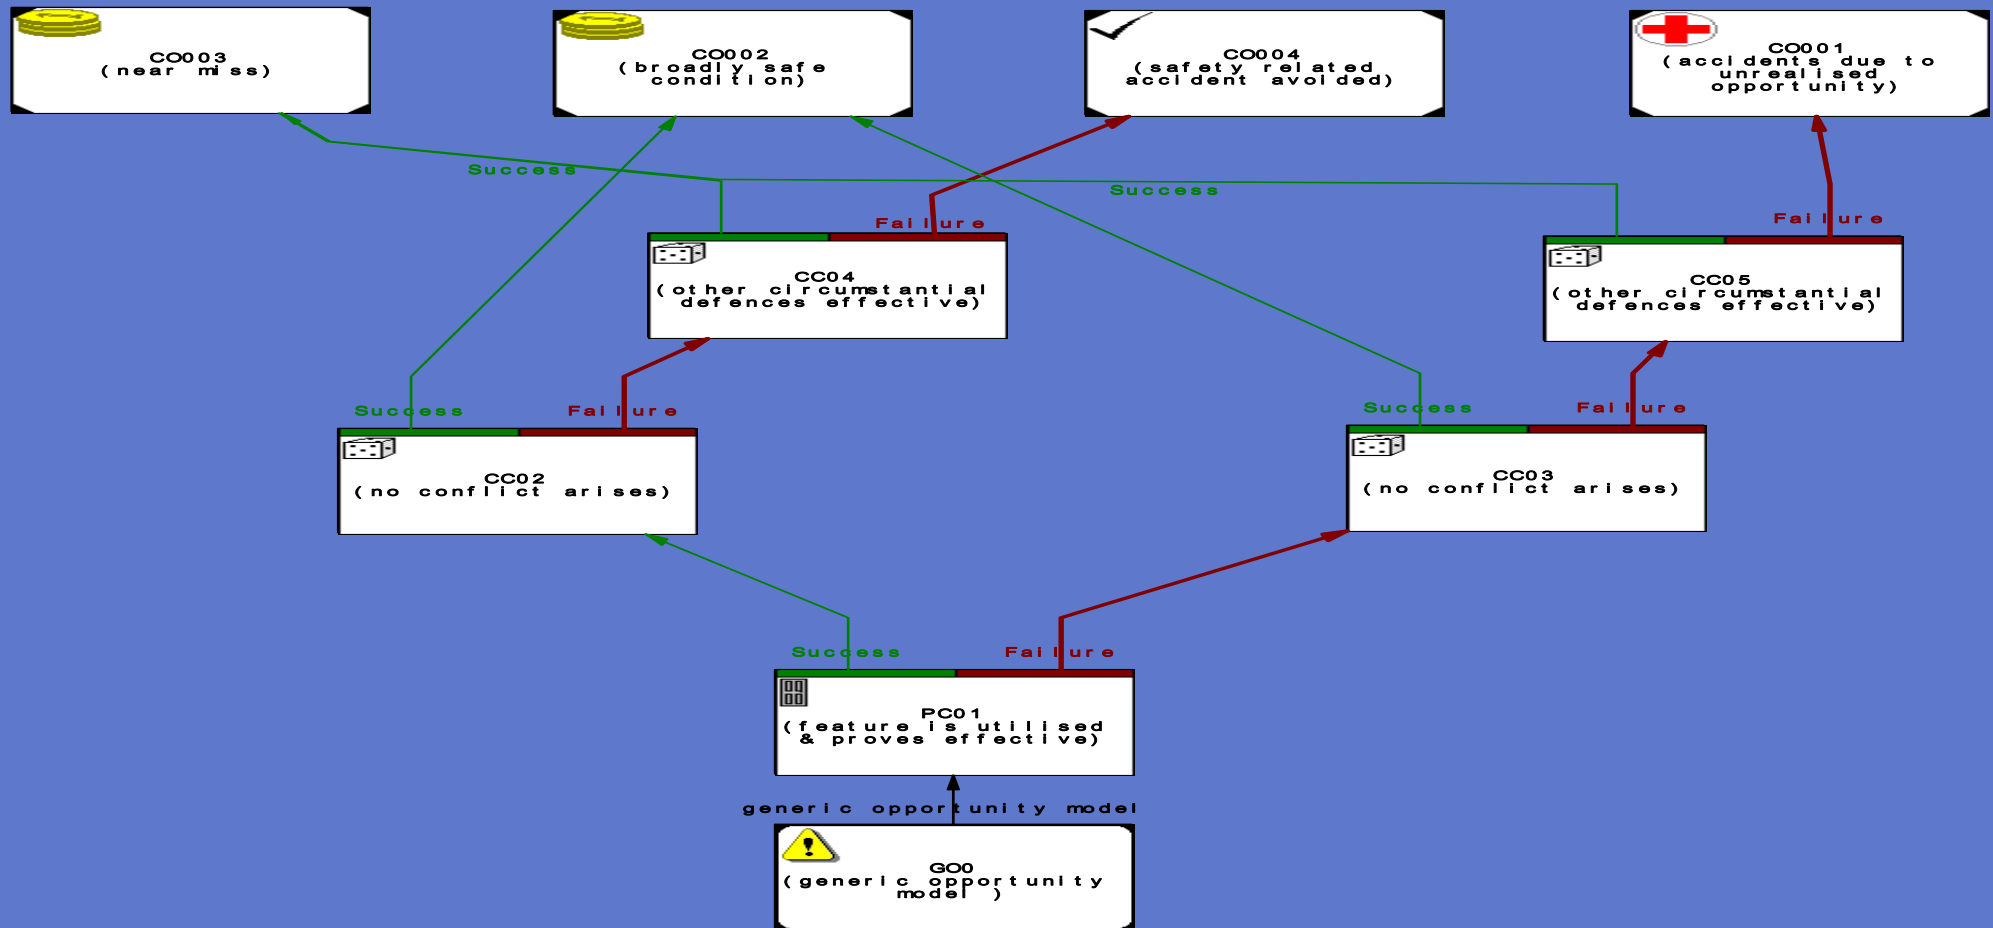 CO003
(near miss)
CO002
(broadly safe
condition)
CO004
(safety related
accident avoided)
CO001
(accidents due to
unrealised
opportunity)
Success
Success
Failure
Failure
CC04
(other circumstantial
defences effective)
CC05
(other circumstantial
defences effective)
Success
Failure
Success
Failure
CC02
(no conflict arises)
CC03
(no conflict arises)
Success
Failure
PC01
(feature is utilised
& proves effective)
generic opportunity model
GO0
(generic opportunity
model )